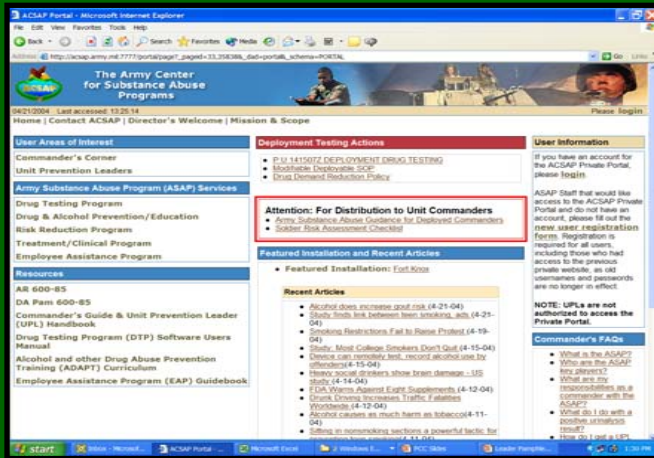 ACSAP Portal - Microsoft Internet Explorer
File Edit View Favorites Tools Help
Back Search Favorites Media
Address http://acsap.army.mil:7777/portal/page?_pageid=33,35838&_dad=portal&_schema=PORTAL Go Links
The Army Center
for Substance Abuse
Programs
ACSAP
04/21/2004 Last accessed: 13:25:14 Please login
Home | Contact ACSAP | Director's Welcome | Mission & Scope
User Areas of Interest
Commander's Corner
Unit Prevention Leaders
Army Substance Abuse Program (ASAP) Services
Drug Testing Program
Drug & Alcohol Prevention/Education
Risk Reduction Program
Treatment/Clinical Program
Employee Assistance Program
Resources
AR 600-85
DA Pam 600-85
Commander's Guide & Unit Prevention Leader
(UPL) Handbook
Drug Testing Program (DTP) Software Users
Manual
Alcohol and other Drug Abuse Prevention
Training (ADAPT) Curriculum
Employee Assistance Program (EAP) Guidebook
Deployment Testing Actions
P U 141507Z DEPLOYMENT DRUG TESTING
Modifiable Deployable SOP
Drug Demand Reduction Policy
Attention: For Distribution to Unit Commanders
Army Substance Abuse Guidance for Deployed Commanders
Soldier Risk Assessment Checklist
Featured Installation and Recent Articles
Featured Installation: Fort Knox
Recent Articles
Alcohol does increase gout risk (4-21-04)
Study finds link between teen smoking, ads (4-21-
04)
Smoking Restrictions Fail to Raise Protest (4-19-
04)
Study: Most College Smokers Don't Quit (4-15-04)
Device can remotely test, record alcohol use by
offenders(4-15-04)
Heavy social drinkers show brain damage - US
study (4-14-04)
FDA Warns Against Eight Supplements (4-12-04)
Drunk Driving Increases Traffic Fatalities
Worldwide (4-12-04)
Alcohol causes as much harm as tobacco(4-11-
04)
Sitting in nonsmoking sections a powerful tactic for
User Information
If you have an account for
the ACSAP Private Portal,
please login.
ASAP Staff that would like
access to the ACSAP Private
Portal and do not have an
account, please fill out the
new user registration
form. Registration is
required for all users,
including those who had
access to the previous
private website, as old
usernames and passwords
are no longer in effect.
NOTE: UPLs are not
authorized to access the
Private Portal.
Commander's FAQs
What is the ASAP?
Who are the ASAP
key players?
What are my
responsibilities as a
commander with the
ASAP?
What do I do with a
positive urinalysis
result?
How do I get a UPL
start Inbox - Microsof... ACSAP Portal - ... Microsoft Excel 2 Windows E... PCC Slides Leader Pamphle... 1:30 PM